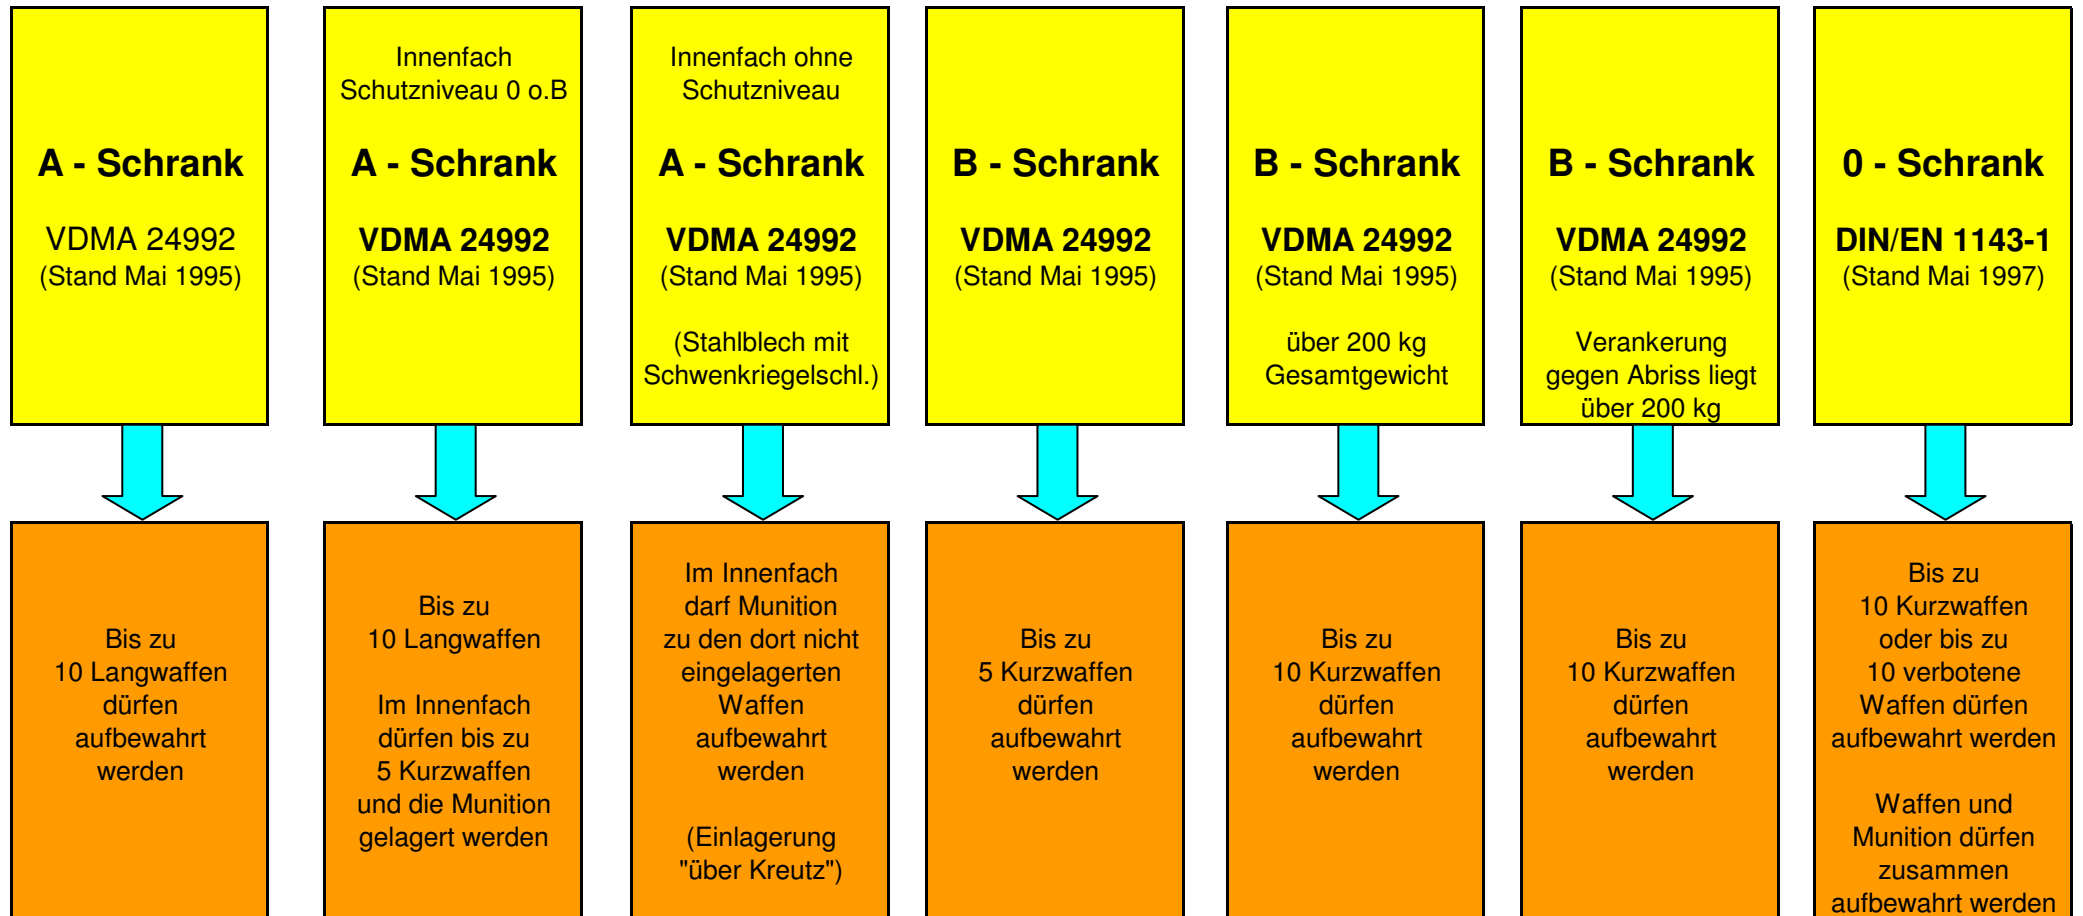 A - Schrank
VDMA 24992
(Stand Mai 1995)
Innenfach
Schutzniveau 0 o.B
A - Schrank
VDMA 24992
(Stand Mai 1995)
Innenfach ohne
Schutzniveau
A - Schrank
VDMA 24992
(Stand Mai 1995)
(Stahlblech mit
Schwenkriegelschl.)
B - Schrank
VDMA 24992
(Stand Mai 1995)
B - Schrank
VDMA 24992
(Stand Mai 1995)
über 200 kg
Gesamtgewicht
B - Schrank
VDMA 24992
(Stand Mai 1995)
Verankerung
gegen Abriss liegt
über 200 kg
0 - Schrank
DIN/EN 1143-1
(Stand Mai 1997)
Bis zu
10 Langwaffen
dürfen
aufbewahrt
werden
Bis zu
10 Langwaffen
Im Innenfach
dürfen bis zu
5 Kurzwaffen
und die Munition
gelagert werden
Im Innenfach
darf Munition
zu den dort nicht
eingelagerten
Waffen
aufbewahrt
werden
(Einlagerung
"über Kreutz")
Bis zu
5 Kurzwaffen
dürfen
aufbewahrt
werden
Bis zu
10 Kurzwaffen
dürfen
aufbewahrt
werden
Bis zu
10 Kurzwaffen
dürfen
aufbewahrt
werden
Bis zu
10 Kurzwaffen
oder bis zu
10 verbotene
Waffen dürfen
aufbewahrt werden
Waffen und
Munition dürfen
zusammen
aufbewahrt werden